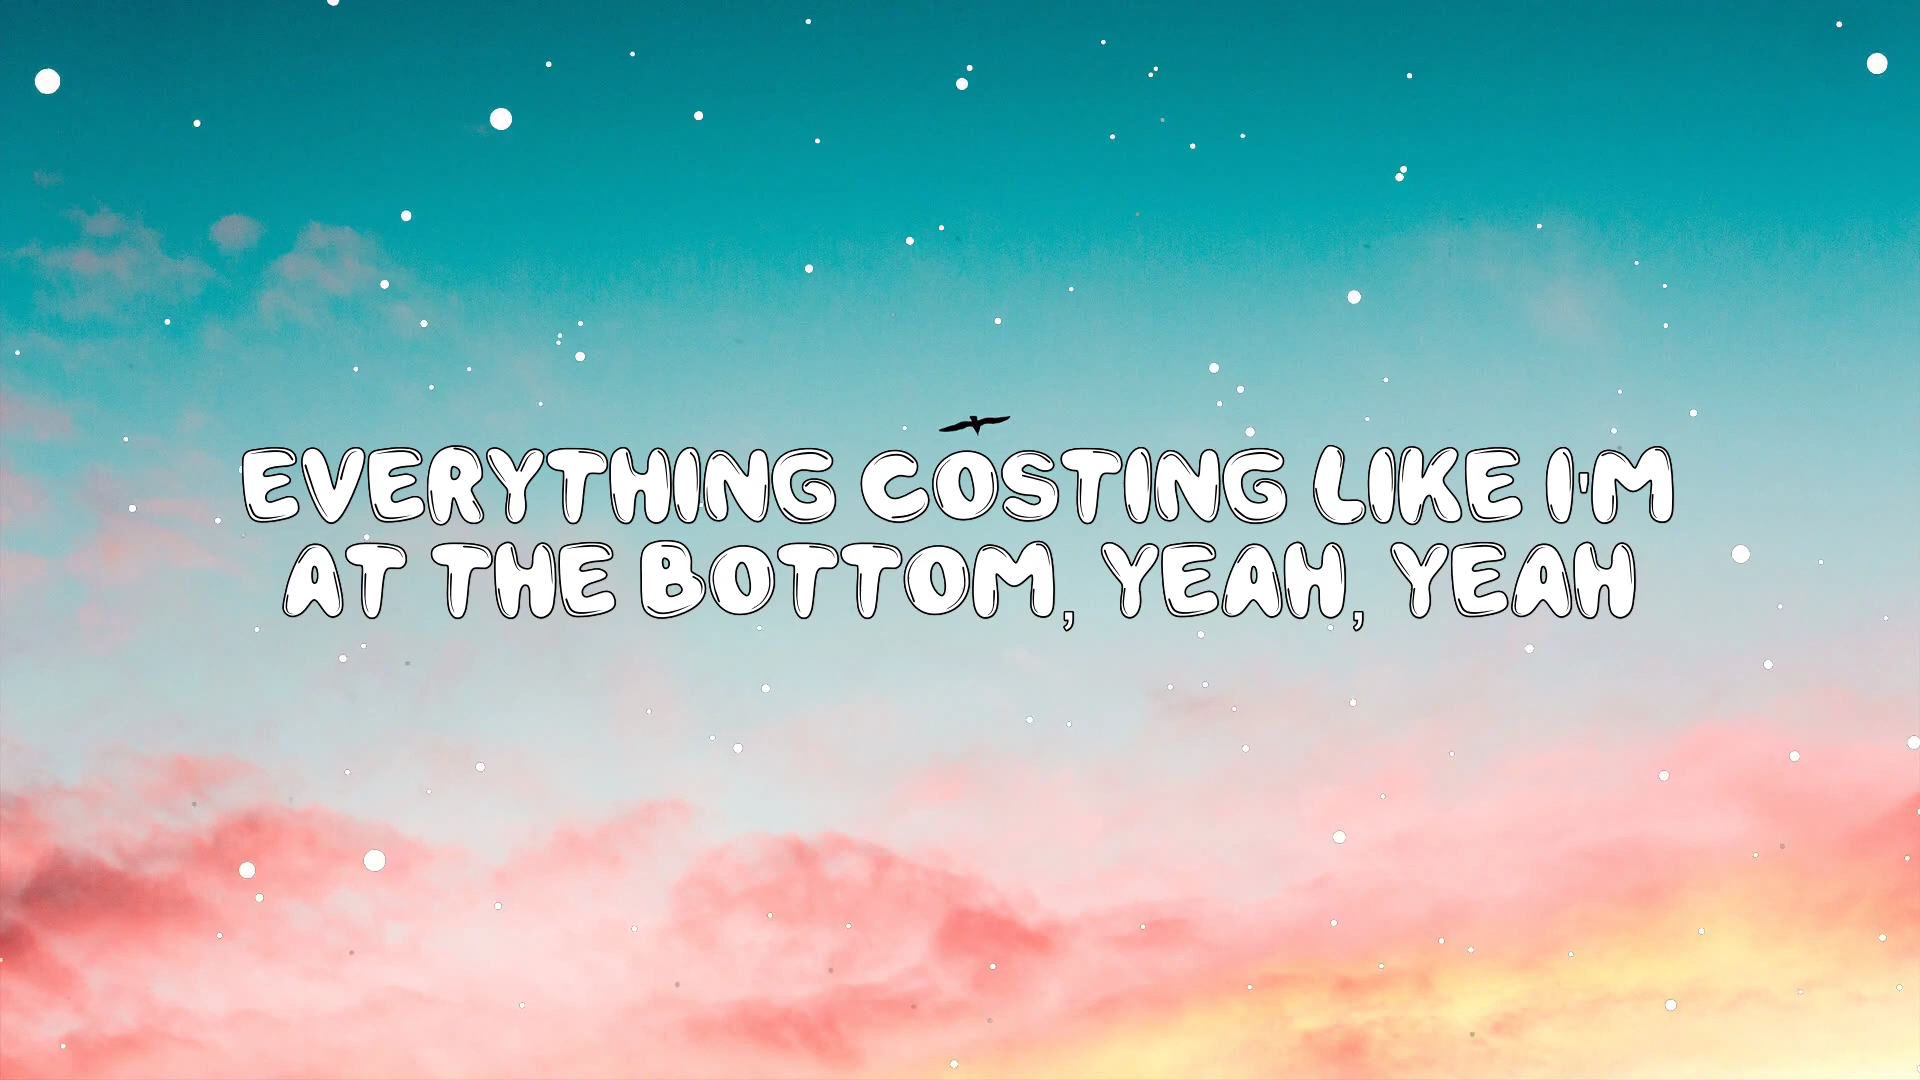 EVERYTHING COSTING LIKE I'M
AT THE BOTTOM, YEAH, YEAH